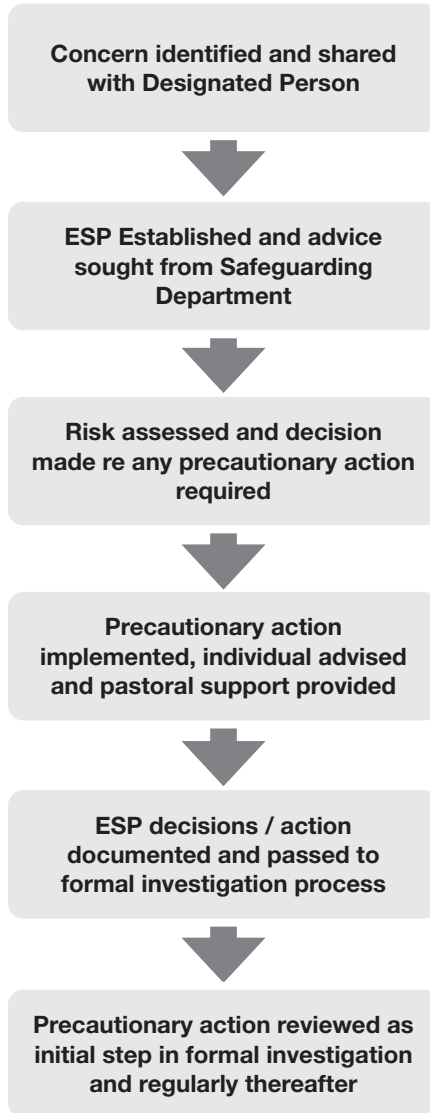 Concern identified and shared
with Designated Person
ESP Established and advice
sought from Safeguarding
Department
Risk assessed and decision
made re any precautionary action
required
Precautionary action
implemented, individual advised
and pastoral support provided
ESP decisions / action
documented and passed to
formal investigation process
Precautionary action reviewed as
initial step in formal investigation
and regularly thereafter